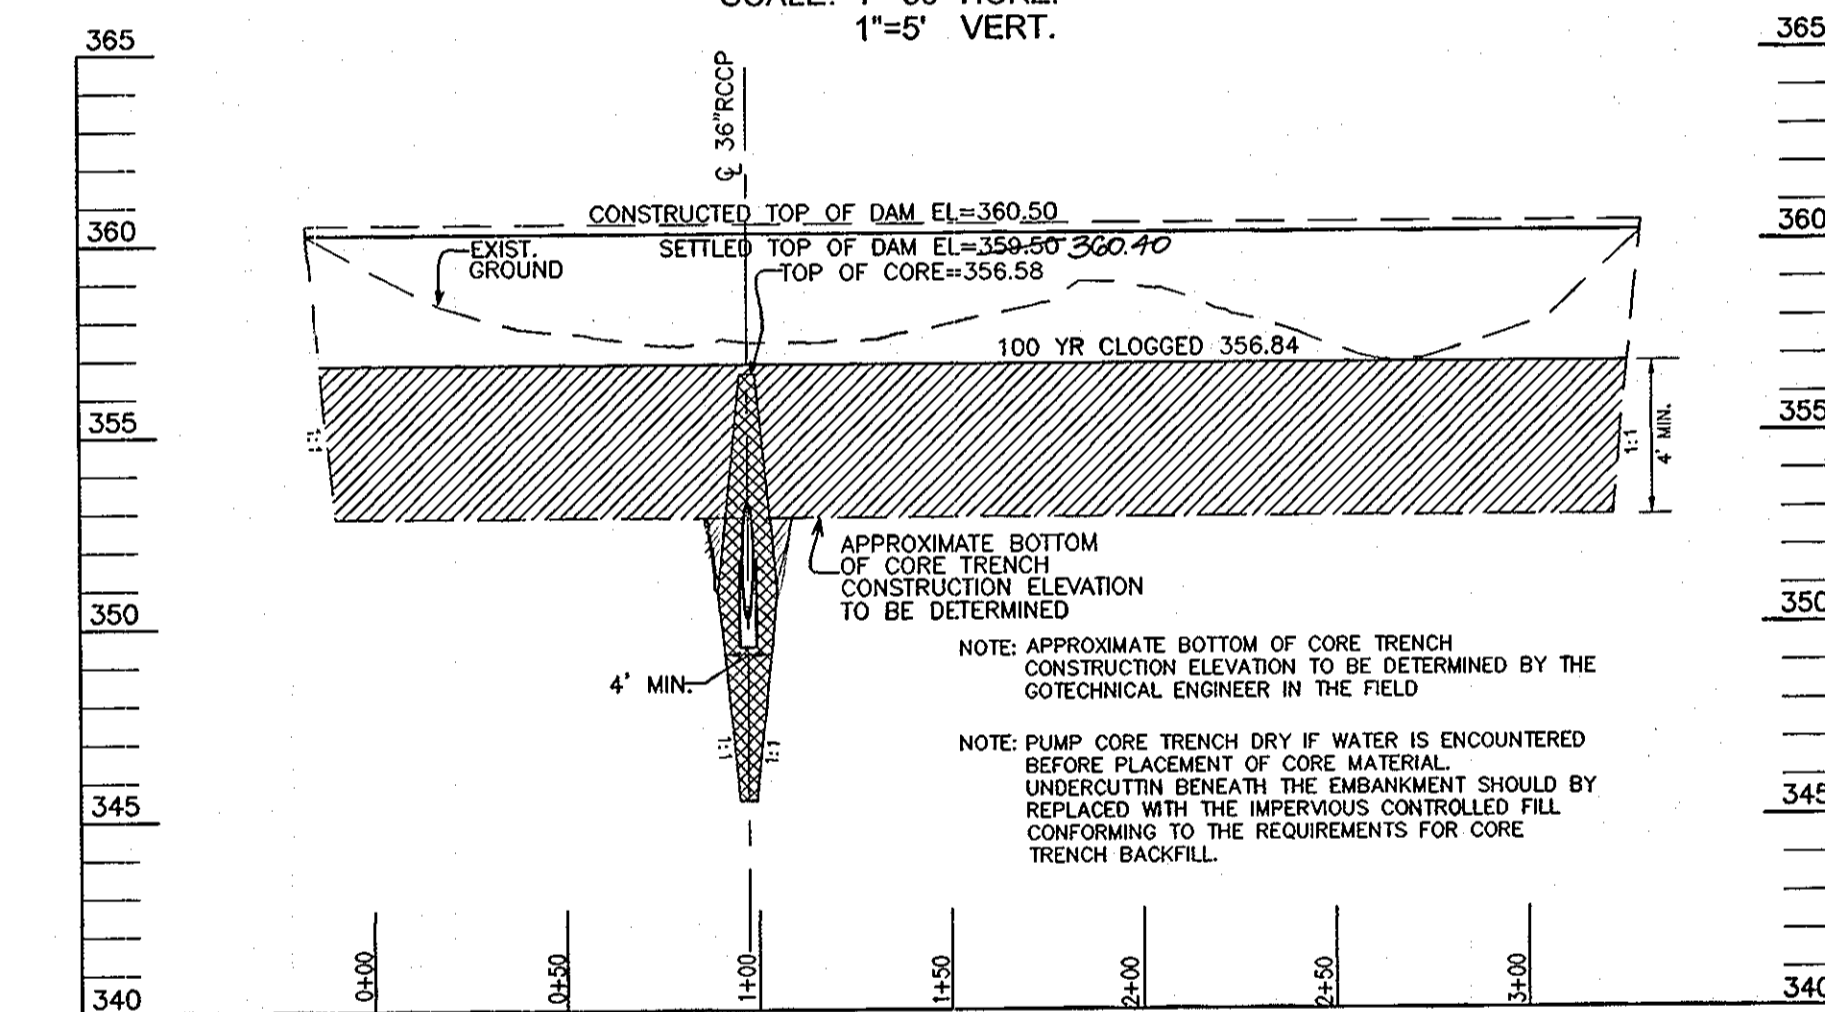 1"=5' VERT.
365
365
℄ 36"RCCP
CONSTRUCTED TOP OF DAM EL=360.50
360
360
EXIST.
GROUND
SETTLED TOP OF DAM EL=359.50 360.40
TOP OF CORE=356.58
100 YR CLOGGED 356.84
355
355
1:1
1:1
4' MIN.
APPROXIMATE BOTTOM
OF CORE TRENCH
CONSTRUCTION ELEVATION
TO BE DETERMINED
350
350
NOTE: APPROXIMATE BOTTOM OF CORE TRENCH
CONSTRUCTION ELEVATION TO BE DETERMINED BY THE
GOTECHNICAL ENGINEER IN THE FIELD
4' MIN.
1:1
1:1
NOTE: PUMP CORE TRENCH DRY IF WATER IS ENCOUNTERED
BEFORE PLACEMENT OF CORE MATERIAL.
UNDERCUTTIN BENEATH THE EMBANKMENT SHOULD BY
REPLACED WITH THE IMPERVIOUS CONTROLLED FILL
CONFORMING TO THE REQUIREMENTS FOR CORE
TRENCH BACKFILL.
345
345
0+00
0+50
1+00
1+50
2+00
2+50
3+00
340
340